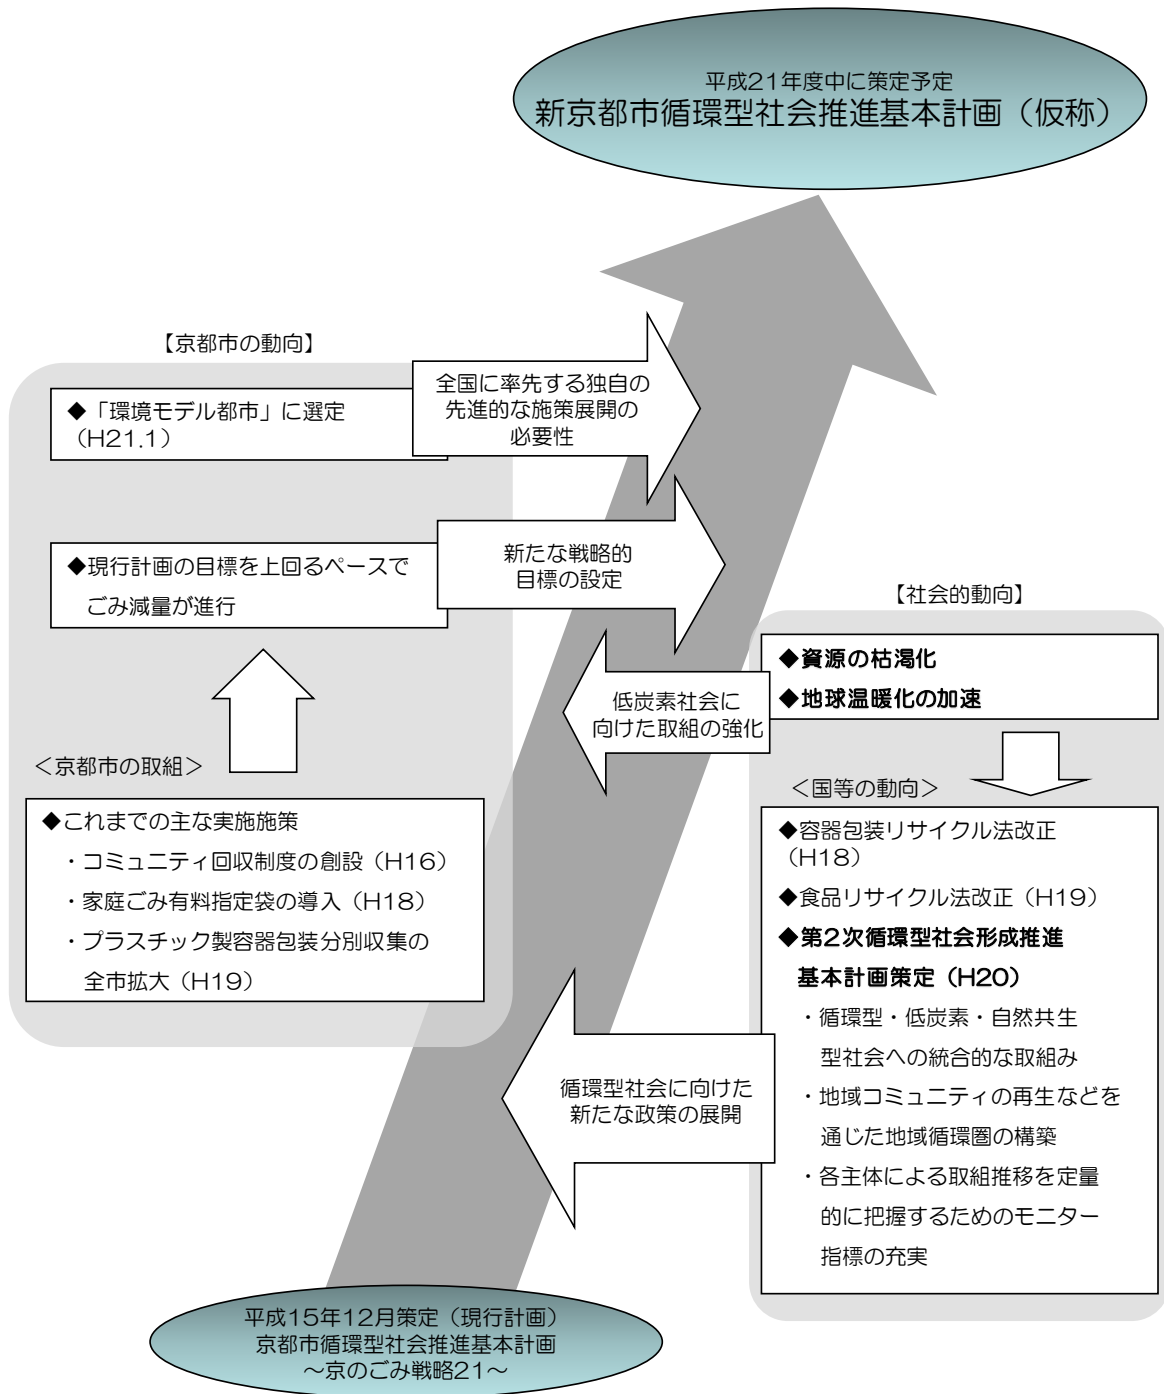 平成21年度中に策定予定
新京都市循環型社会推進基本計画（仮称）
【京都市の動向】
◆「環境モデル都市」に選定
（H21.1）
全国に率先する独自の
先進的な施策展開の
必要性
◆現行計画の目標を上回るペースで
ごみ減量が進行
新たな戦略的
目標の設定
＜京都市の取組＞
◆これまでの主な実施施策
・コミュニティ回収制度の創設（H16）
・家庭ごみ有料指定袋の導入（H18）
・プラスチック製容器包装分別収集の
全市拡大（H19）
【社会的動向】
◆資源の枯渇化
◆地球温暖化の加速
低炭素社会に
向けた取組の強化
＜国等の動向＞
◆容器包装リサイクル法改正
（H18）
◆食品リサイクル法改正（H19）
◆第2次循環型社会形成推進
基本計画策定（H20）
・循環型・低炭素・自然共生
型社会への統合的な取組み
・地域コミュニティの再生などを
通じた地域循環圏の構築
・各主体による取組推移を定量
的に把握するためのモニター
指標の充実
循環型社会に向けた
新たな政策の展開
平成15年12月策定（現行計画）
京都市循環型社会推進基本計画
～京のごみ戦略21～